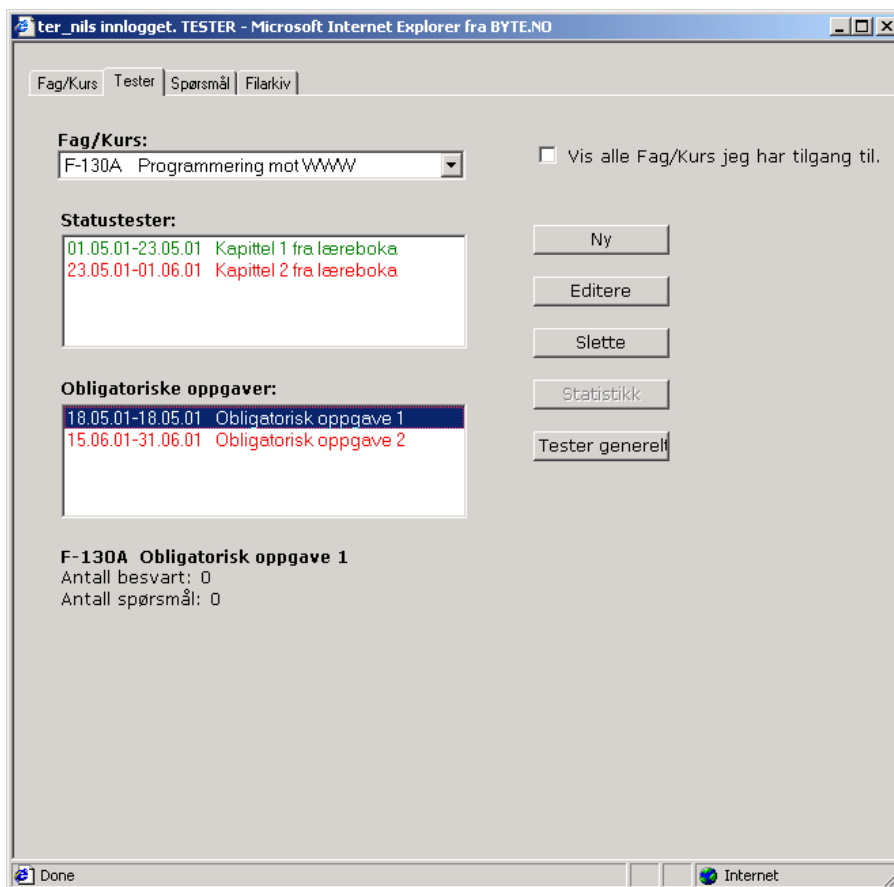 ter_nils innlogget. TESTER - Microsoft Internet Explorer fra BYTE.NO
Fag/Kurs Tester Spørsmål Filarkiv
Fag/Kurs:
F-130A Programmering mot WWW
Vis alle Fag/Kurs jeg har tilgang til.
Statustester:
01.05.01-23.05.01 Kapittel 1 fra læreboka
23.05.01-01.06.01 Kapittel 2 fra læreboka
Ny
Editere
Slette
Obligatoriske oppgaver:
18.05.01-18.05.01 Obligatorisk oppgave 1
15.06.01-31.06.01 Obligatorisk oppgave 2
Statistikk
Tester generelt
F-130A Obligatorisk oppgave 1
Antall besvart: 0
Antall spørsmål: 0
Done
Internet